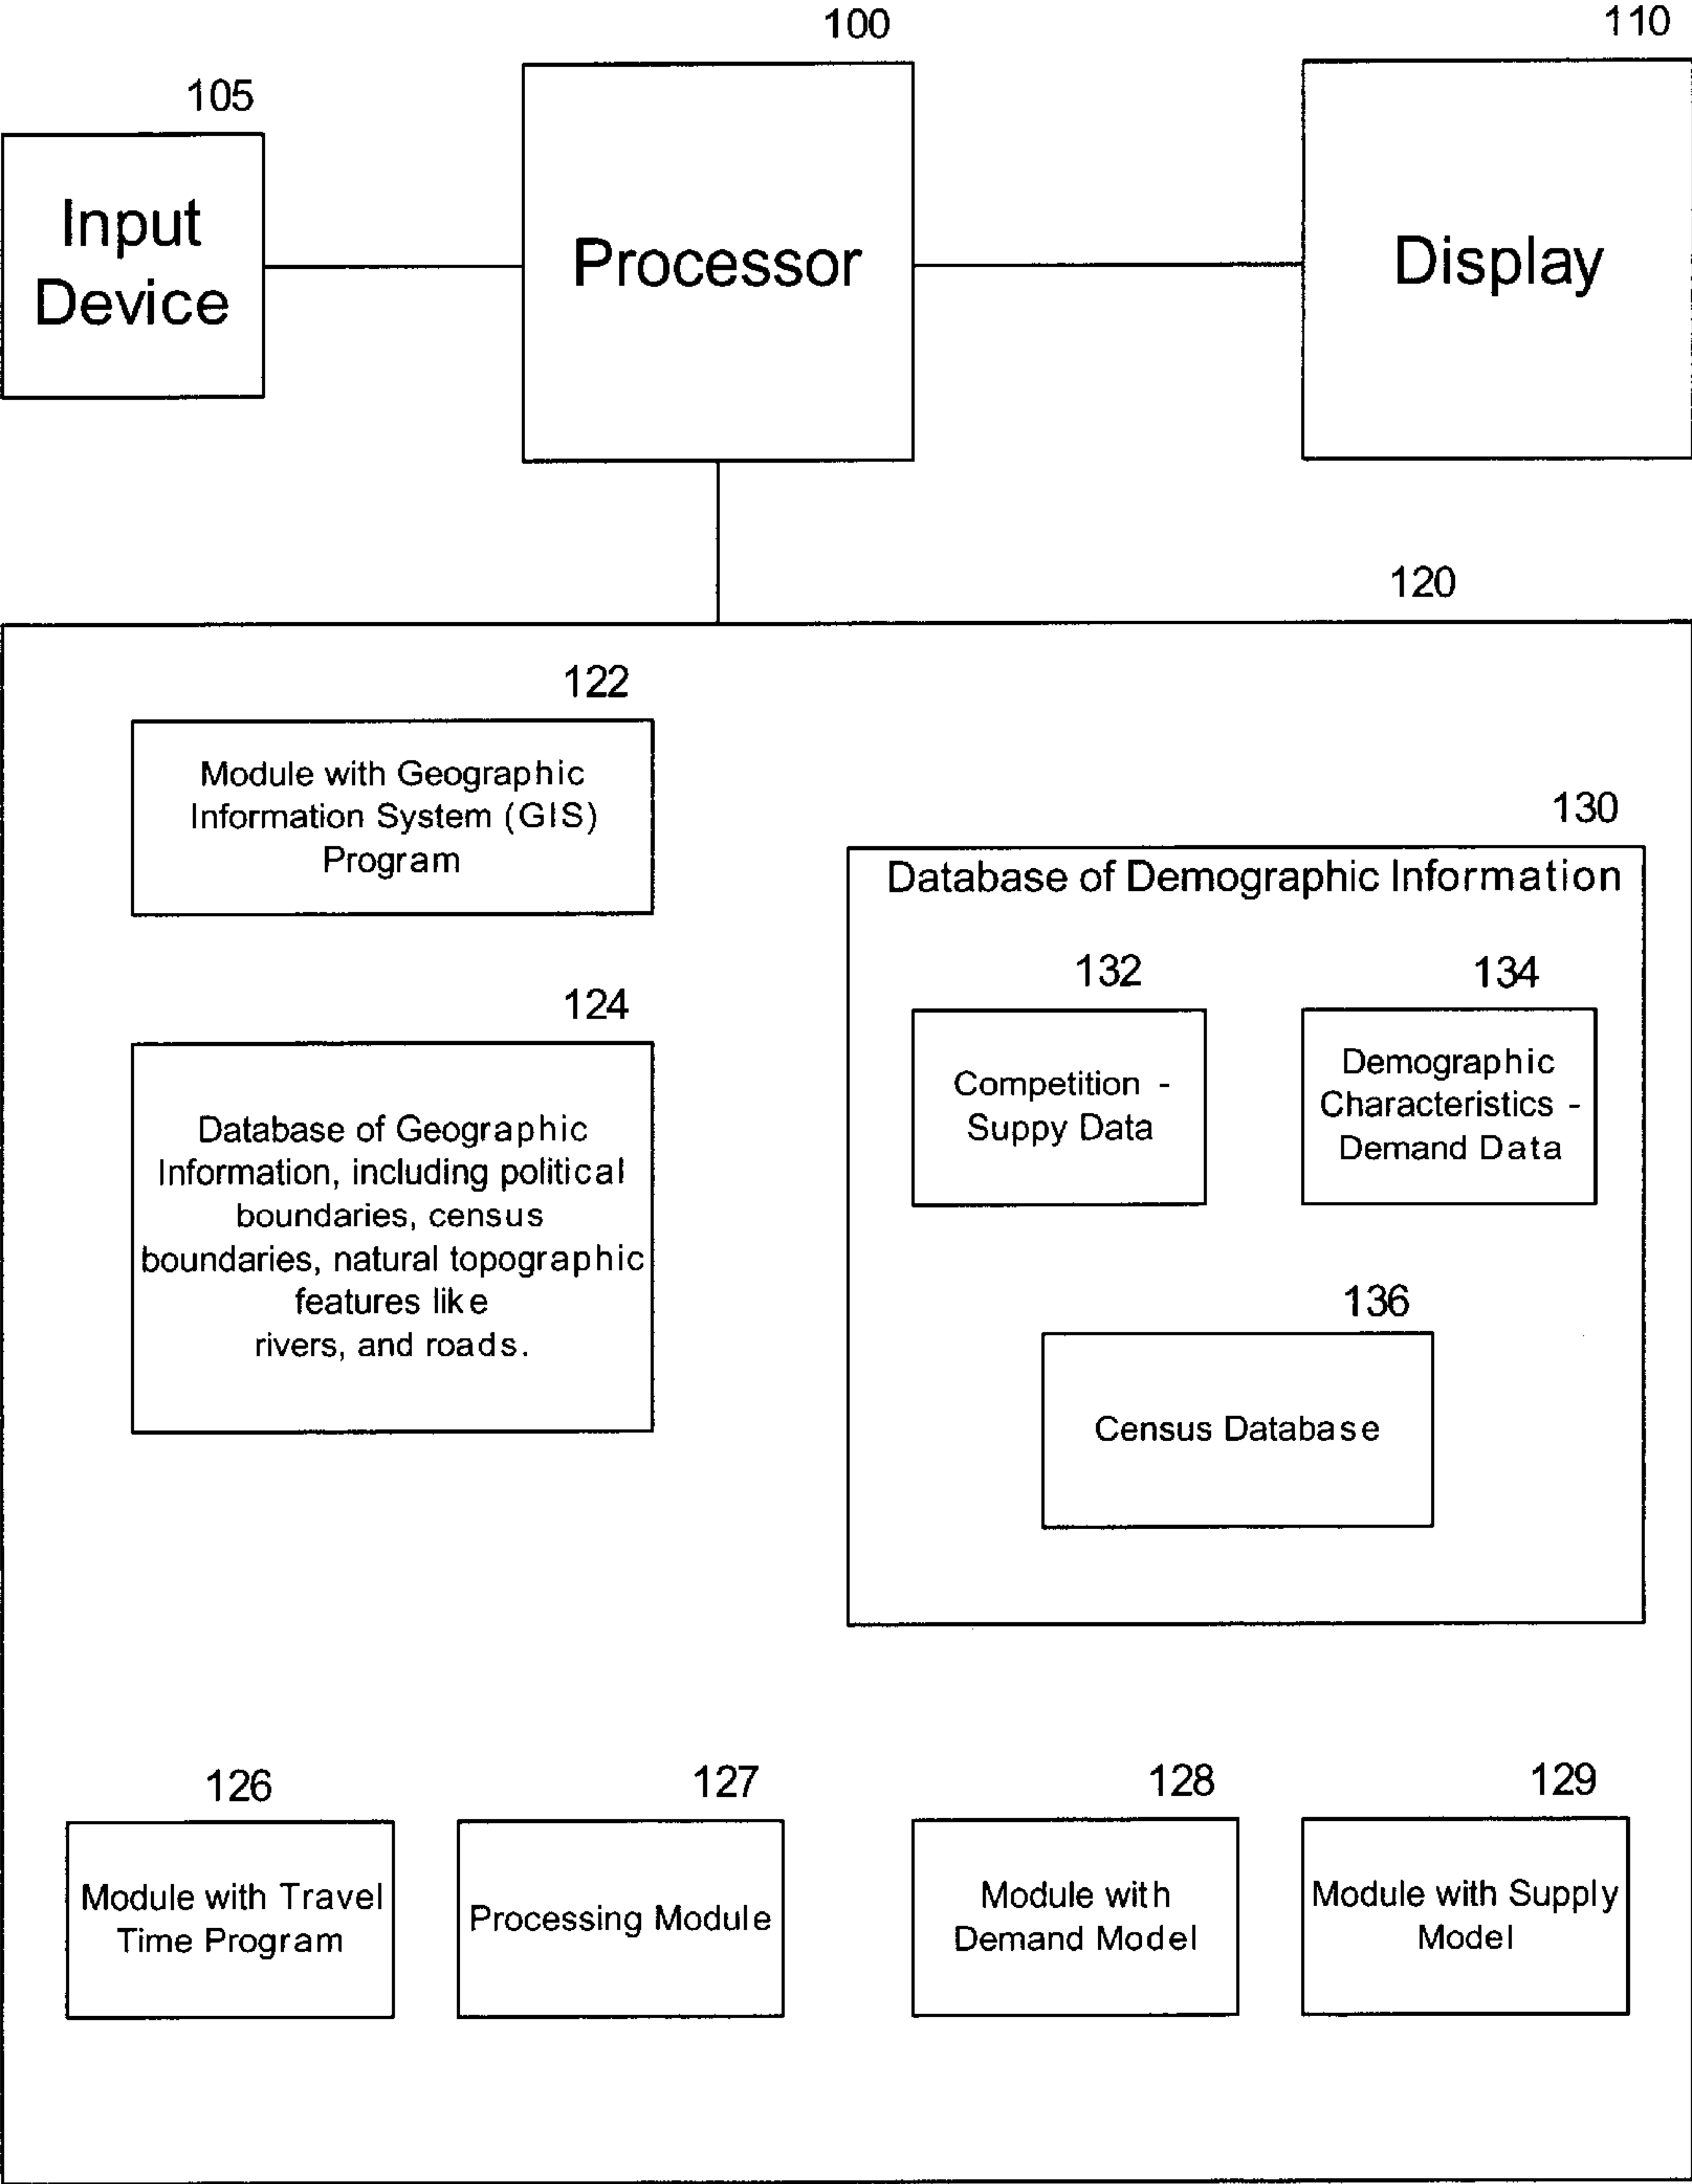 100
110
105
Input
Device
Processor
Display
120
122
Module with Geographic
Information System (GIS)
Program
130
Database of Demographic Information
124
Database of Geographic
Information, including political
boundaries, census
boundaries, natural topographic
features like
rivers, and roads.
132
Competition -
Suppy Data
134
Demographic
Characteristics -
Demand Data
136
Census Database
126
Module with Travel
Time Program
127
Processing Module
128
Module with
Demand Model
129
Module with Supply
Model